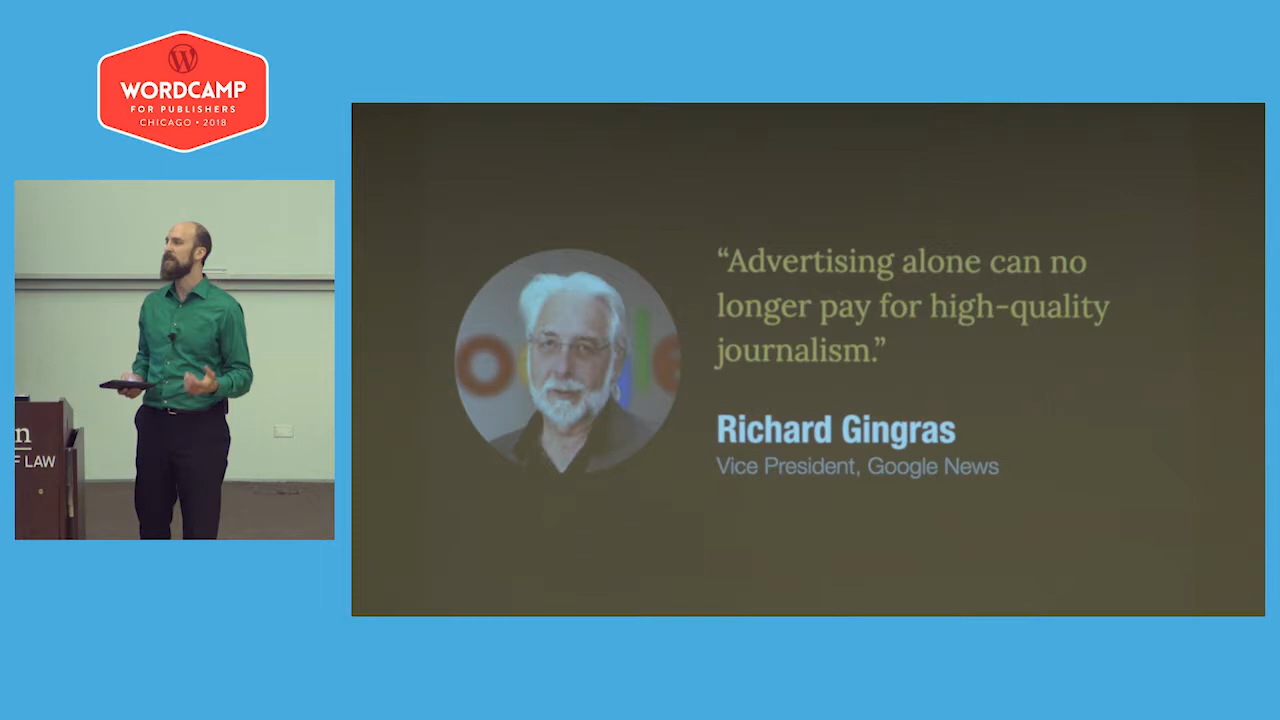 WORDCAMP
FOR PUBLISHERS
CHICAGO • 2018
“Advertising alone can no
longer pay for high-quality
journalism.”
Richard Gingras
Vice President, Google News
n
F LAW